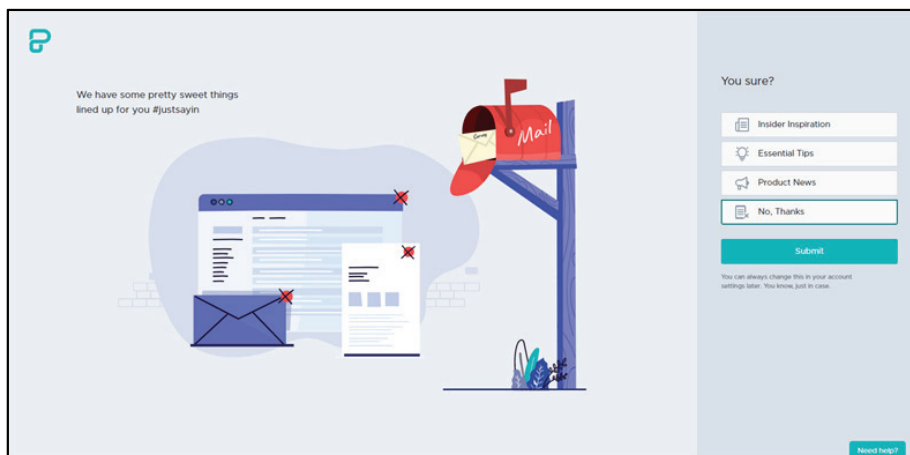 We have some pretty sweet things
lined up for you #justsayin
Mail
You sure?
Insider Inspiration
Essential Tips
Product News
No, Thanks
Submit
You can always change this in your account
settings later. You know, just in case.
Need help?